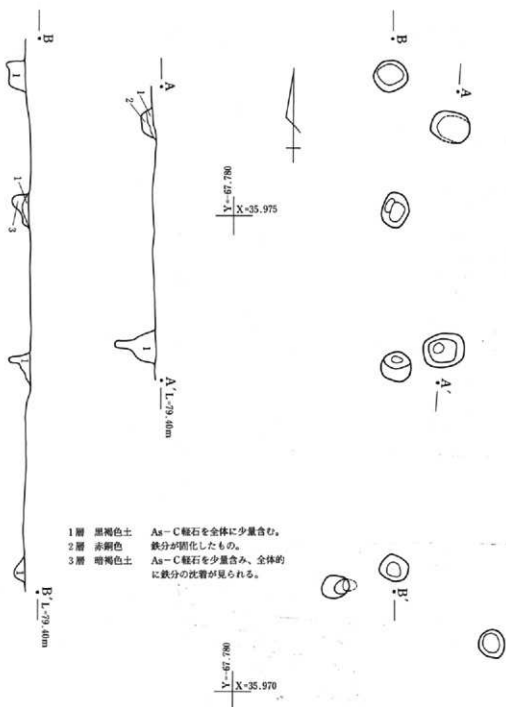 B
A
B
A
1
1
2
Y=-67.780
X=35.975
1
3
1
A′
L=79.40m
A′
1
1層 黒褐色土 As-C軽石を全体に少量含む。
2層 赤銅色 鉄分が固化したもの。
3層 暗褐色土 As-C軽石を少量含み、全体的
に鉄分の沈着が見られる。
1
B′
L=79.40m
B′
Y=-67.780
X=35.970